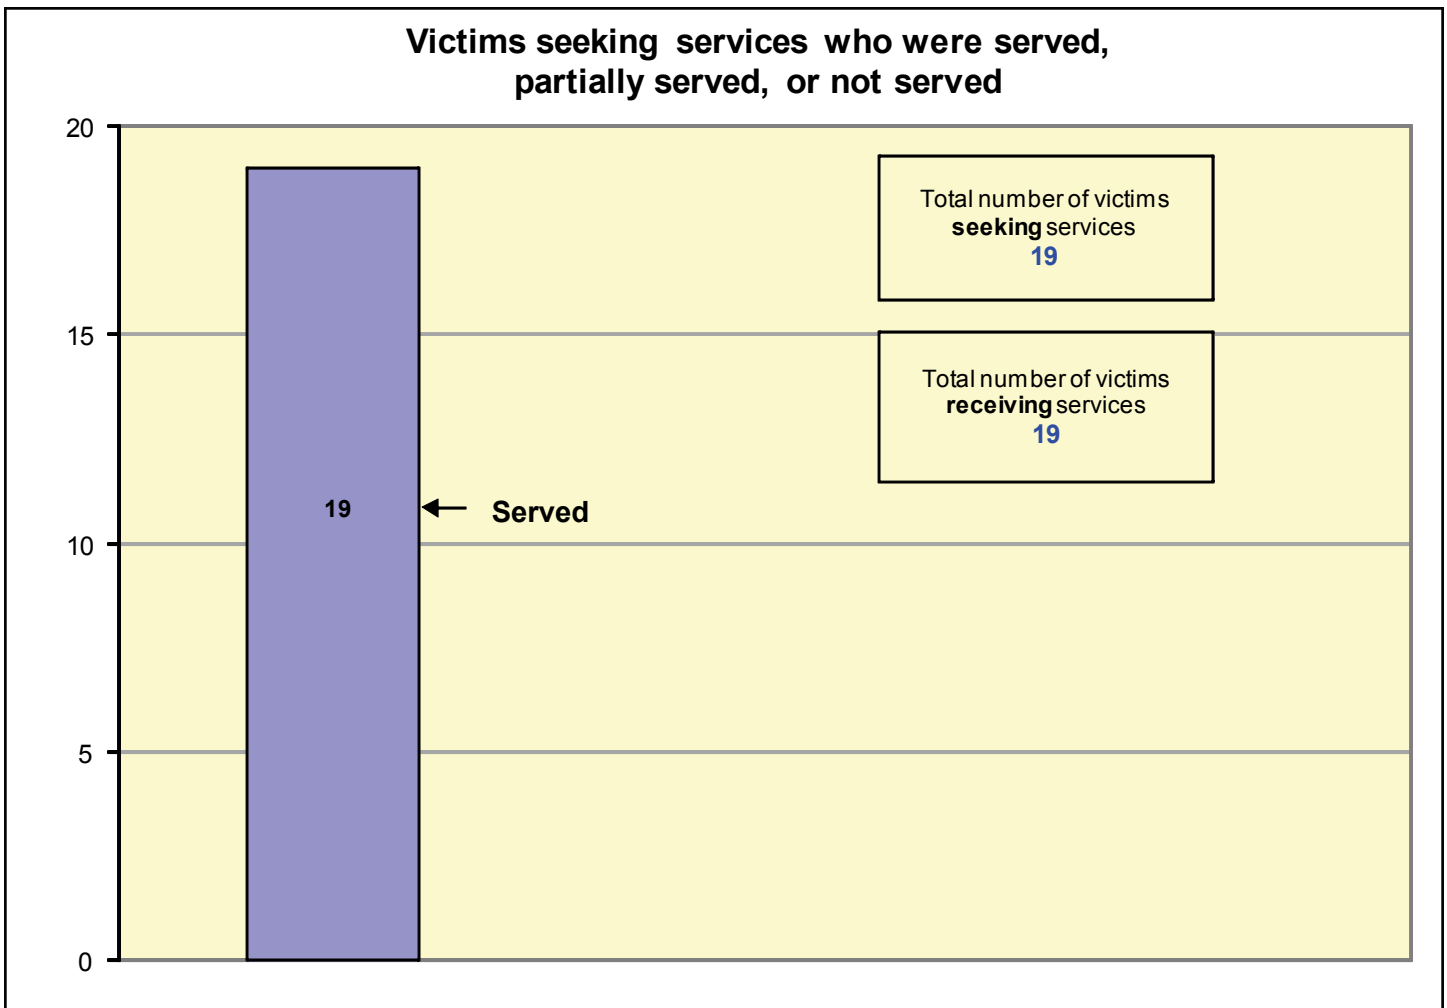 Victims seeking services who were served,
partially served, or not served
20
15
10
5
0
19
Served
Total number of victims
seeking services
19
Total number of victims
receiving services
19